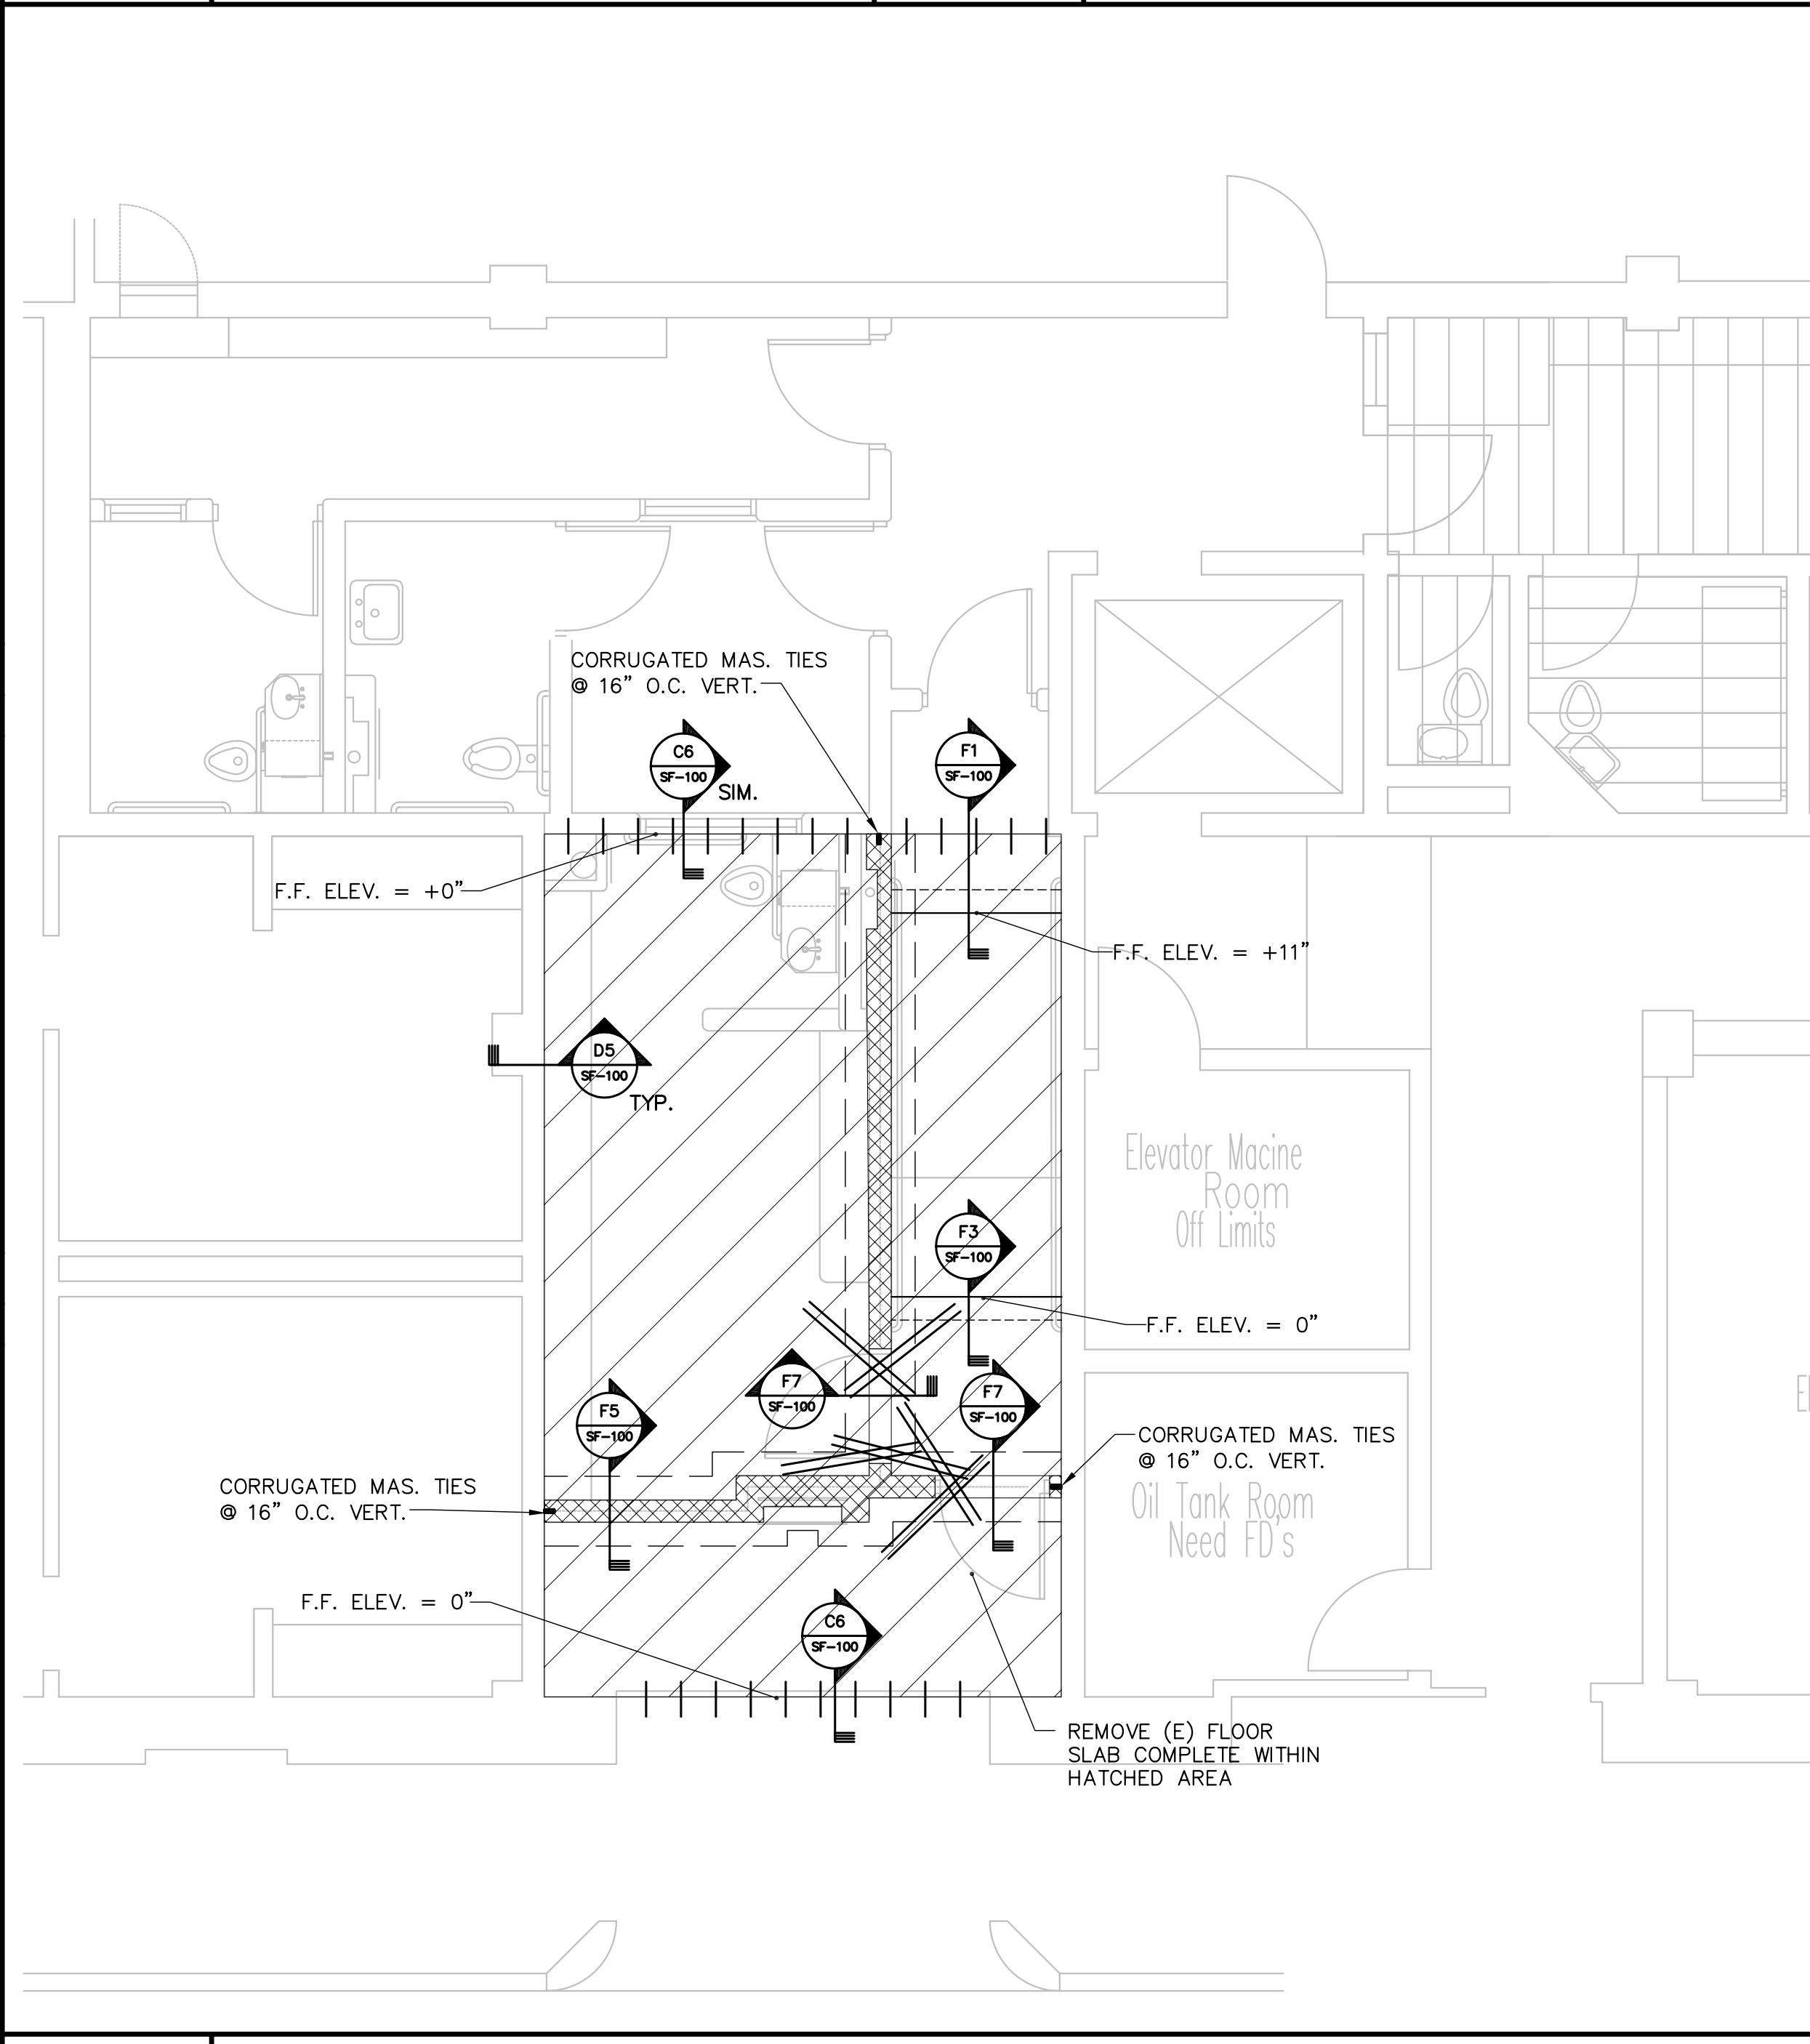 CORRUGATED MAS. TIES
@ 16" O.C. VERT.
C6
SF-100
SIM.
F1
SF-100
F.F. ELEV. = +0"
F.F. ELEV. = +11"
D5
SF-100
TYP.
Elevator Macine
Room
Off Limits
F3
SF-100
F.F. ELEV. = 0"
F7
SF-100
F7
SF-100
F5
SF-100
CORRUGATED MAS. TIES
@ 16" O.C. VERT.
CORRUGATED MAS. TIES
@ 16" O.C. VERT.
Oil Tank Room
Need FD's
F.F. ELEV. = 0"
C6
SF-100
REMOVE (E) FLOOR
SLAB COMPLETE WITHIN
HATCHED AREA